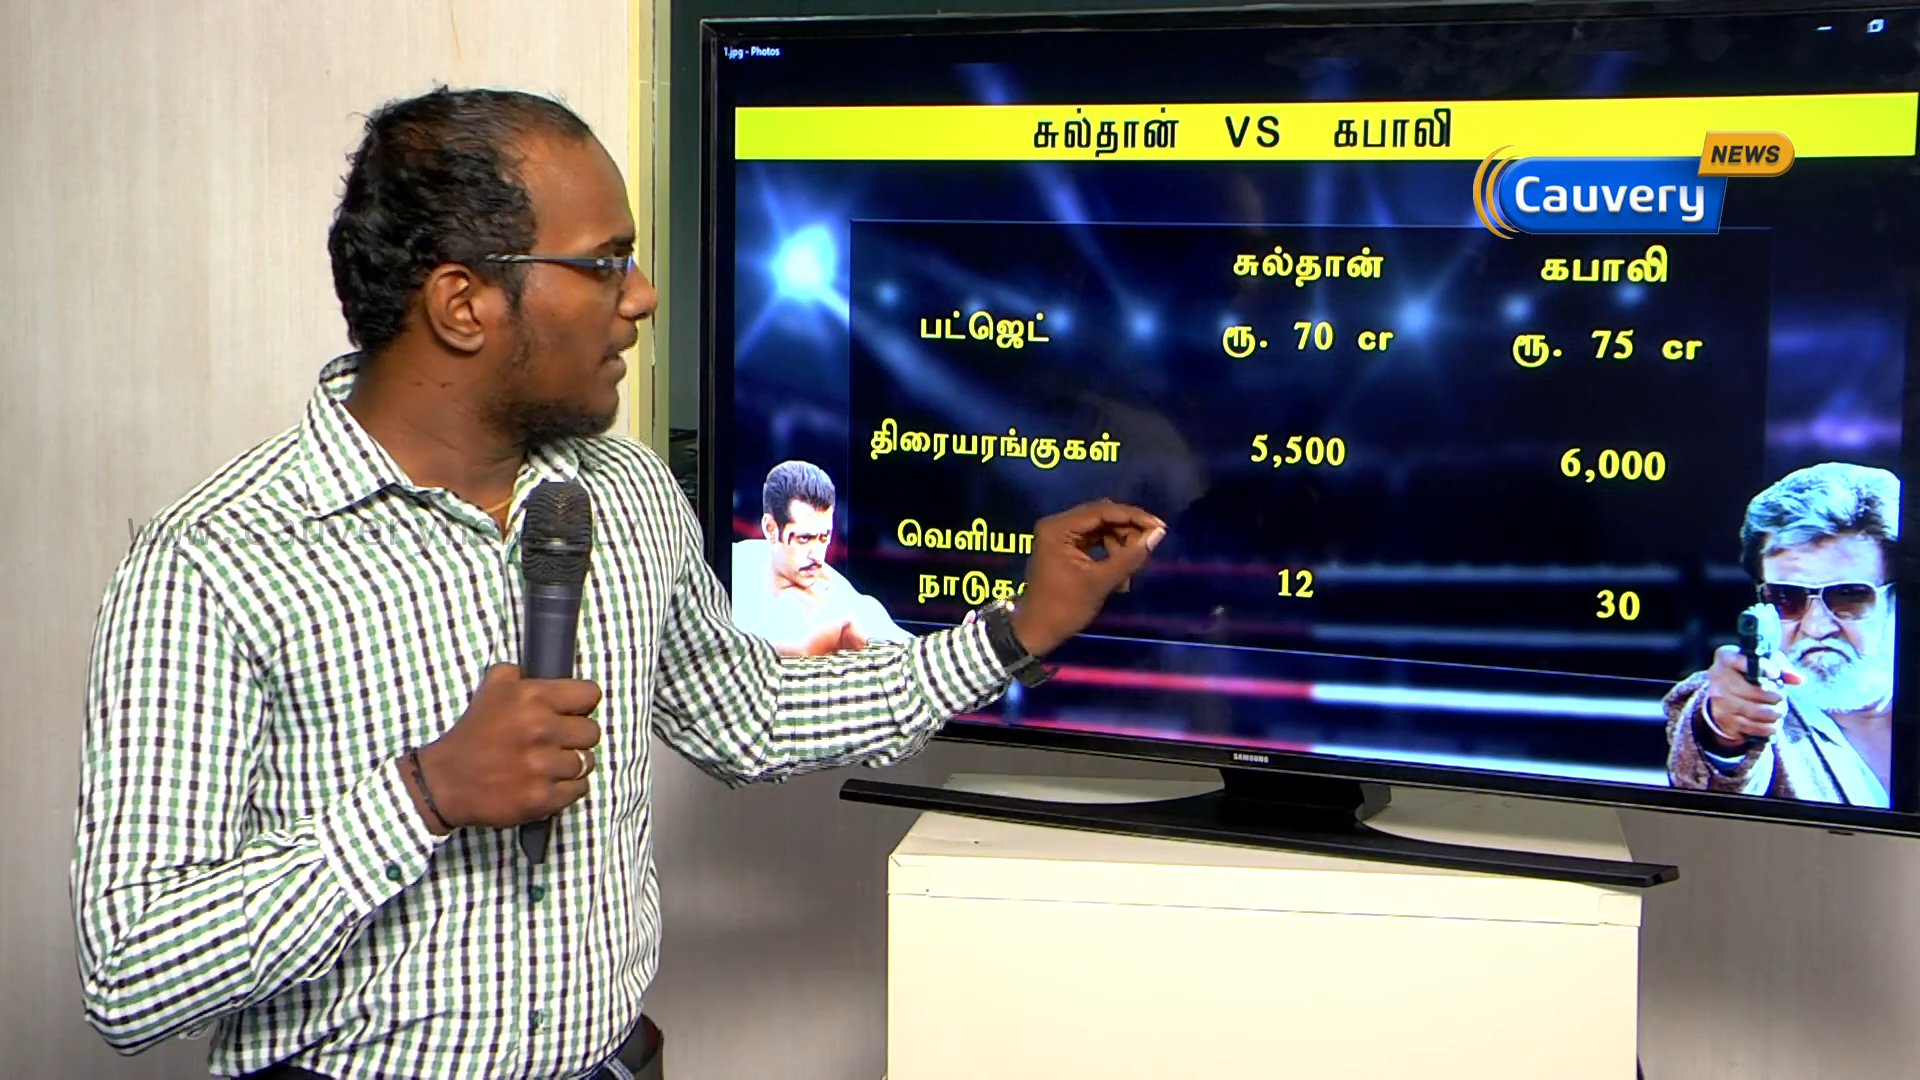 1.jpg - Photos
சுல்தான் VS கபாலி
NEWS
Cauvery
சுல்தான் கபாலி
பட்ஜெட் ரூ. 70 cr ரூ. 75 cr
திரையரங்குகள் 5,500 6,000
12 30
SAMSUNG